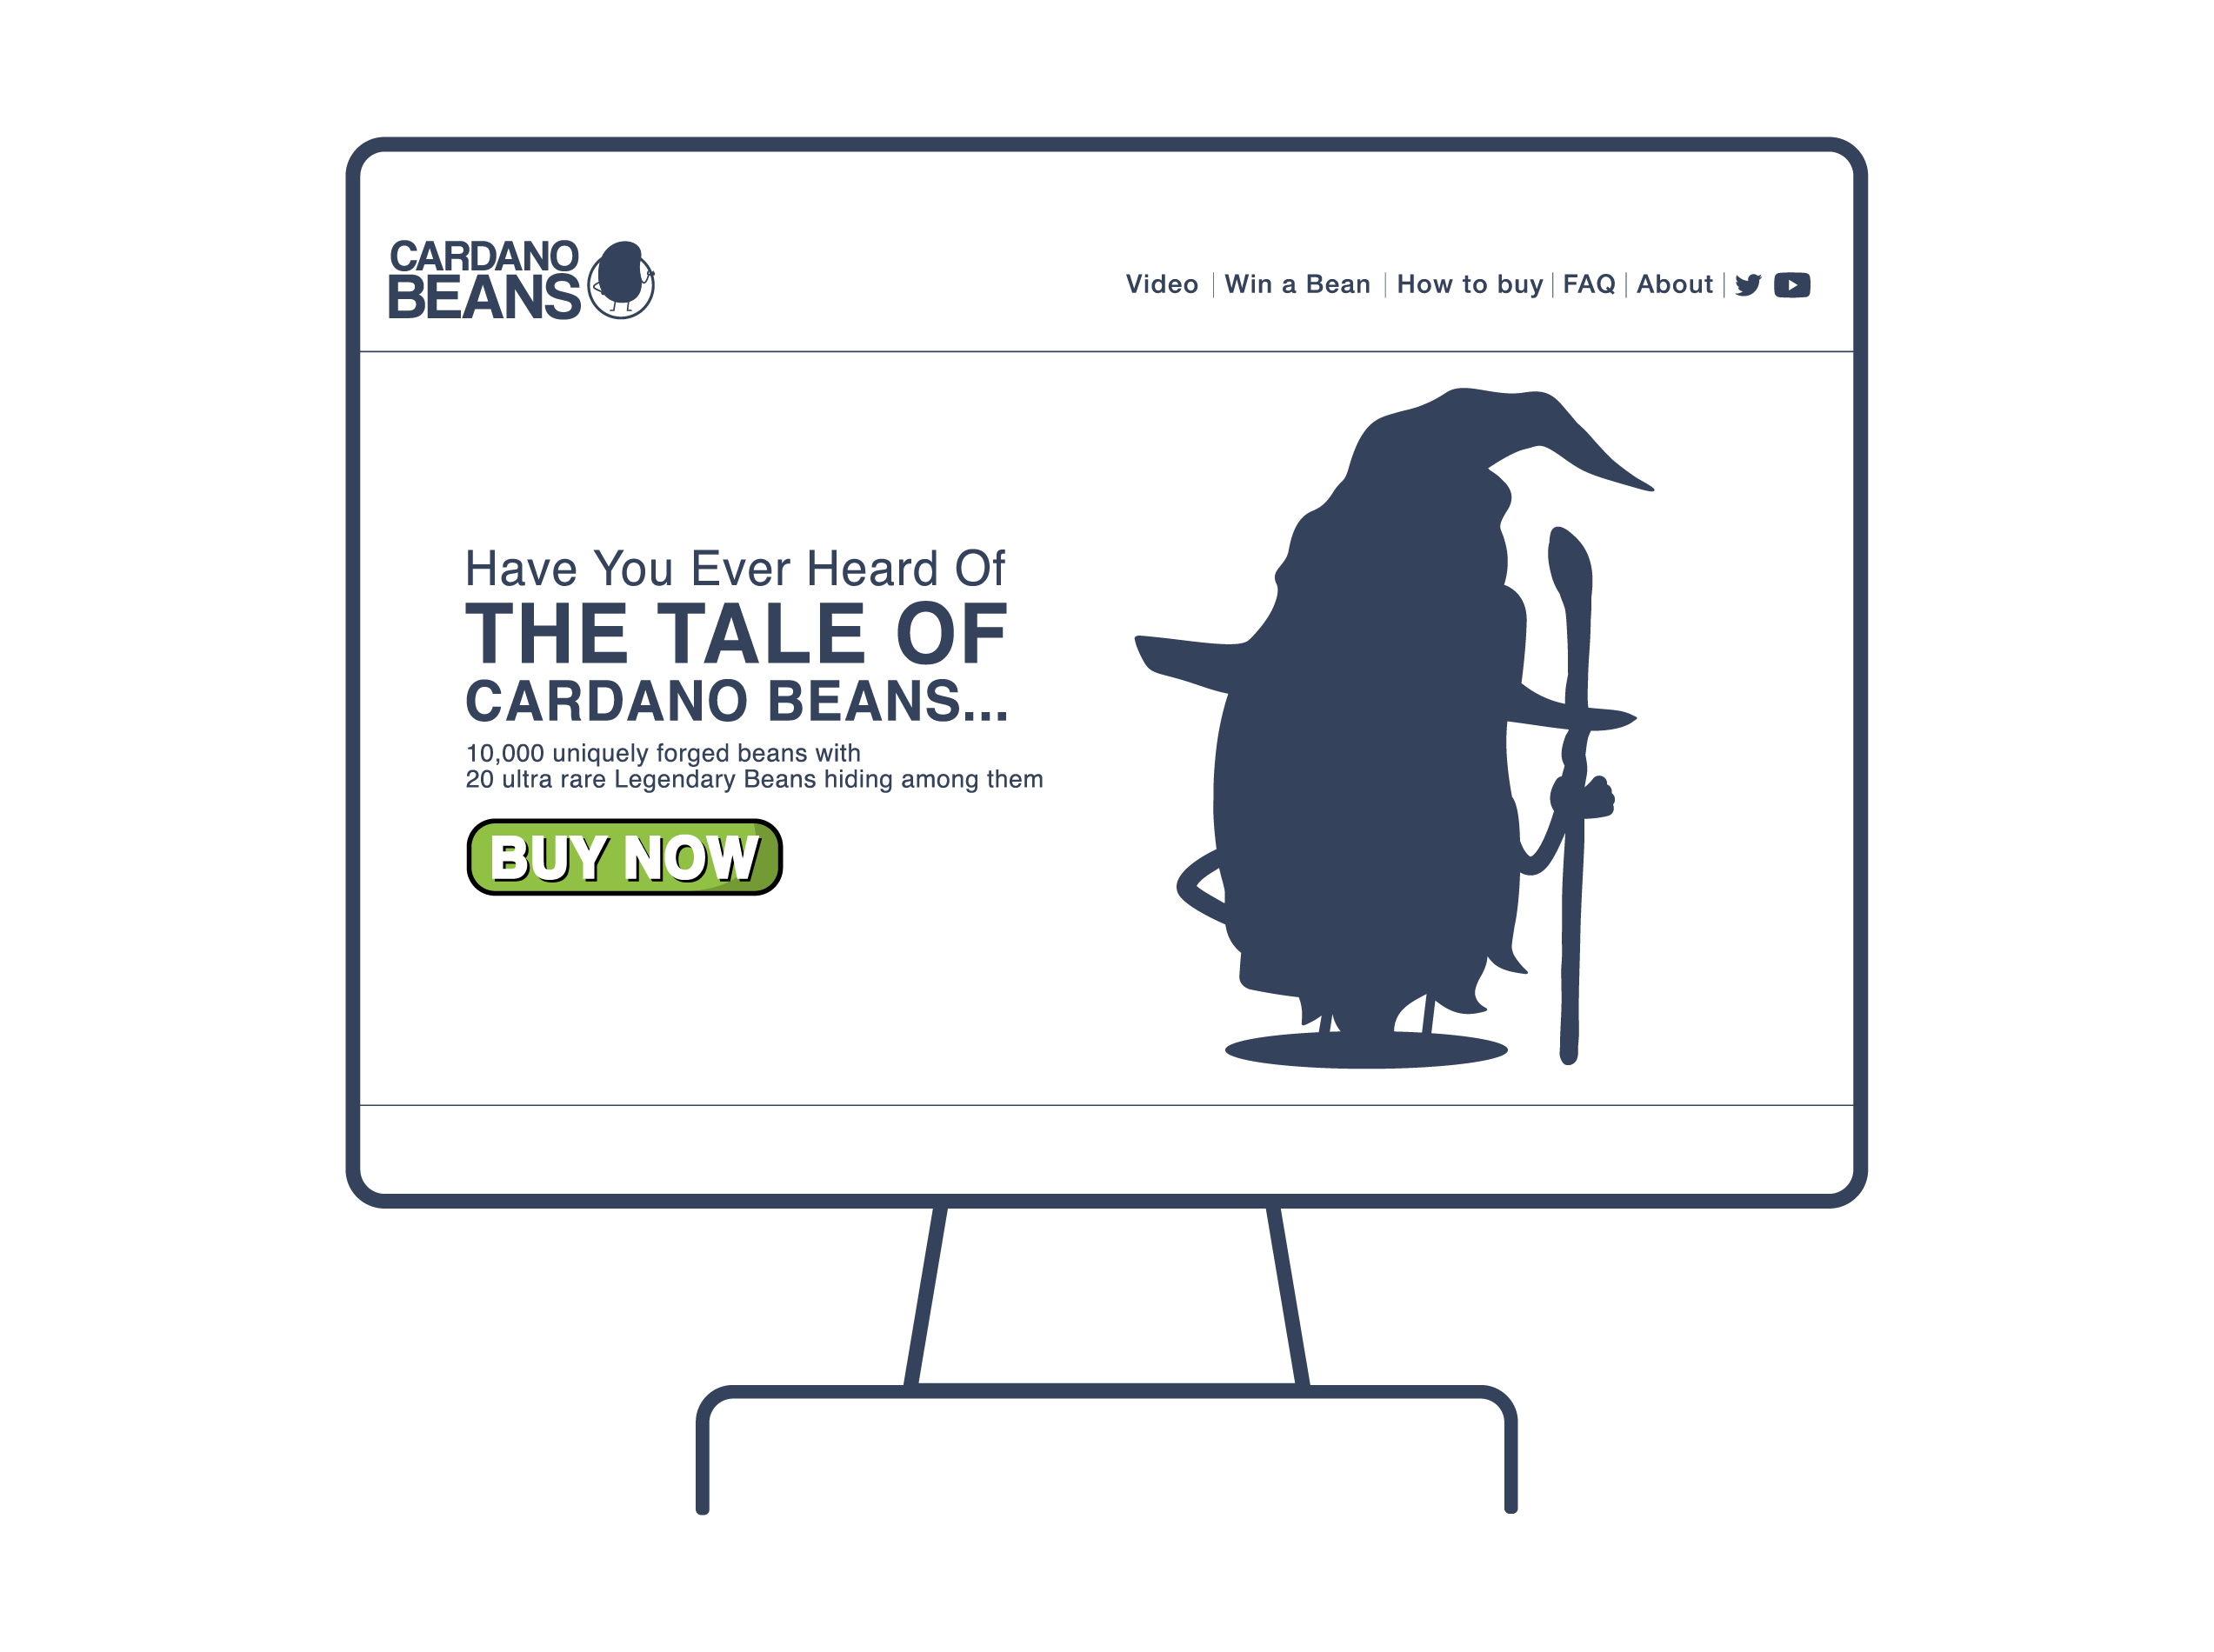 CARDANO
BEANS
Video | Win a Bean | How to buy | FAQ | About |
Have You Ever Heard Of
THE TALE OF
CARDANO BEANS...
10,000 uniquely forged beans with
20 ultra rare Legendary Beans hiding among them
BUY NOW